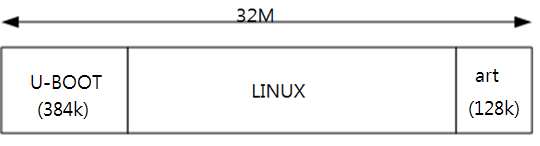 32M
U-BOOT
(384k)
LINUX
art
(128k)